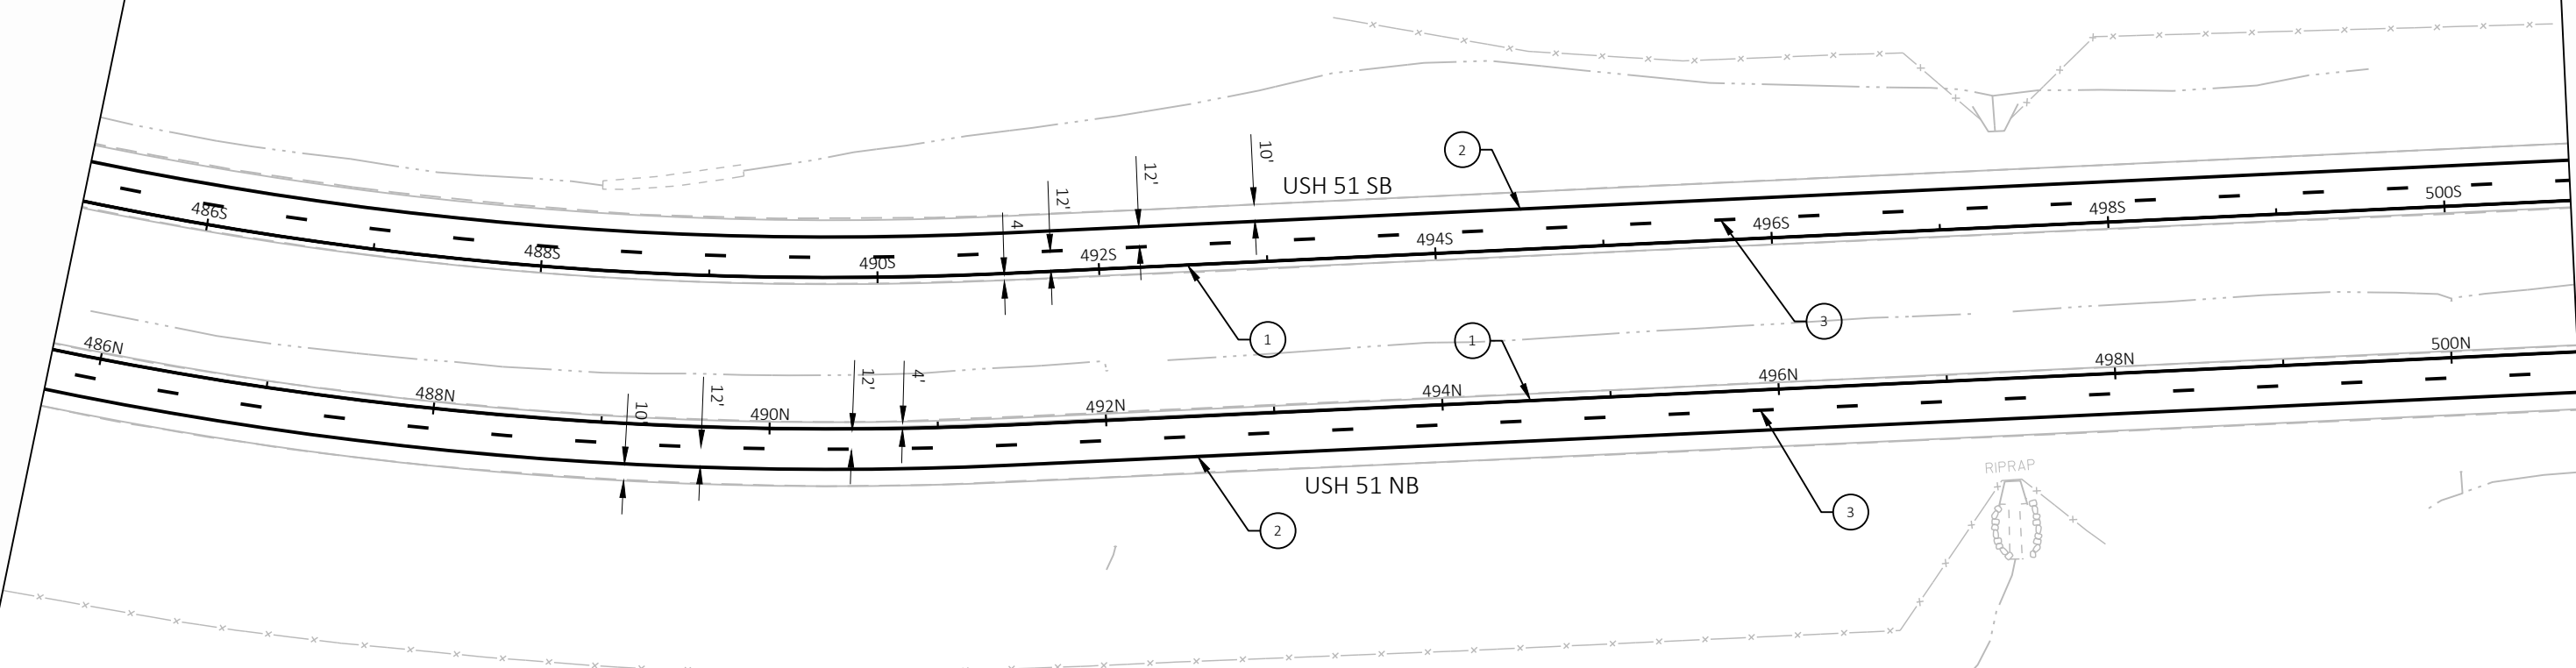 10'
12'
12'
4
USH 51 SB
2
486S
488S
490S
492S
494S
496S
498S
500S
1
1
3
486N
488N
490N
492N
494N
496N
498N
500N
10'
12'
12'
4'
USH 51 NB
2
3
RIPRAP